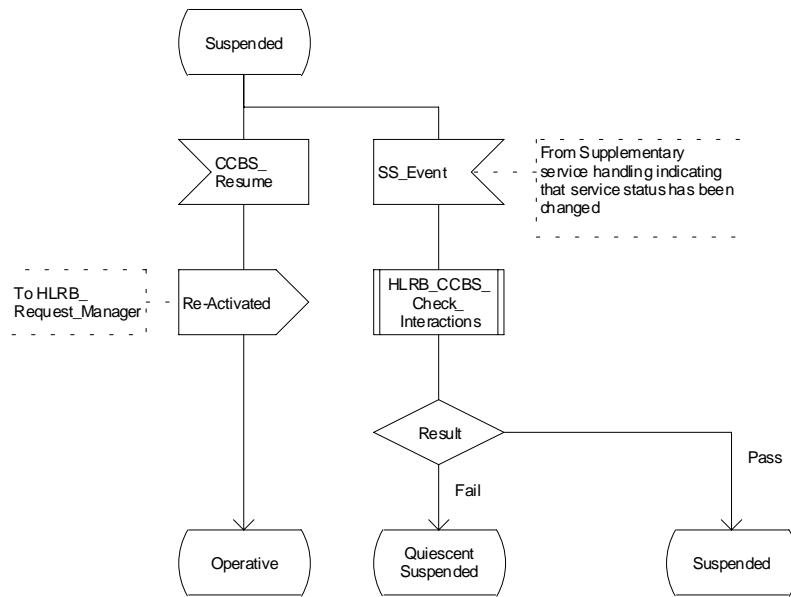 Suspended
CCBS_
Resume
SS_Event
From Supplementary
service handling indicating
that service status has been
changed
To HLRB_
Request_Manager
Re-Activated
HLRB_CCBS_
Check_
Interactions
Result
Pass
Fail
Operative
Quiescent
Suspended
Suspended